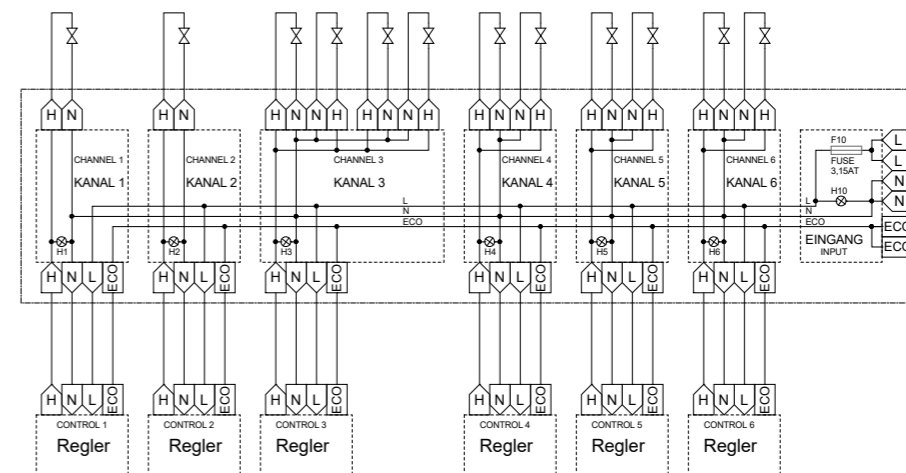 H N H N H N N H H N N H H N N H H N N H H N N H
CHANNEL 1 CHANNEL 2 CHANNEL 3 CHANNEL 4 CHANNEL 5 CHANNEL 6
KANAL 1 KANAL 2 KANAL 3 KANAL 4 KANAL 5 KANAL 6
F10
FUSE
3,15AT
L
L
H10
N
N
L
N
ECO
ECO
EINGANG
INPUT
H1 H2 H3 H4 H5 H6
H N L ECO H N L ECO H N L ECO H N L ECO H N L ECO H N L ECO
H N L ECO H N L ECO H N L ECO H N L ECO H N L ECO H N L ECO
CONTROL 1 CONTROL 2 CONTROL 3 CONTROL 4 CONTROL 5 CONTROL 6
Regler Regler Regler Regler Regler Regler